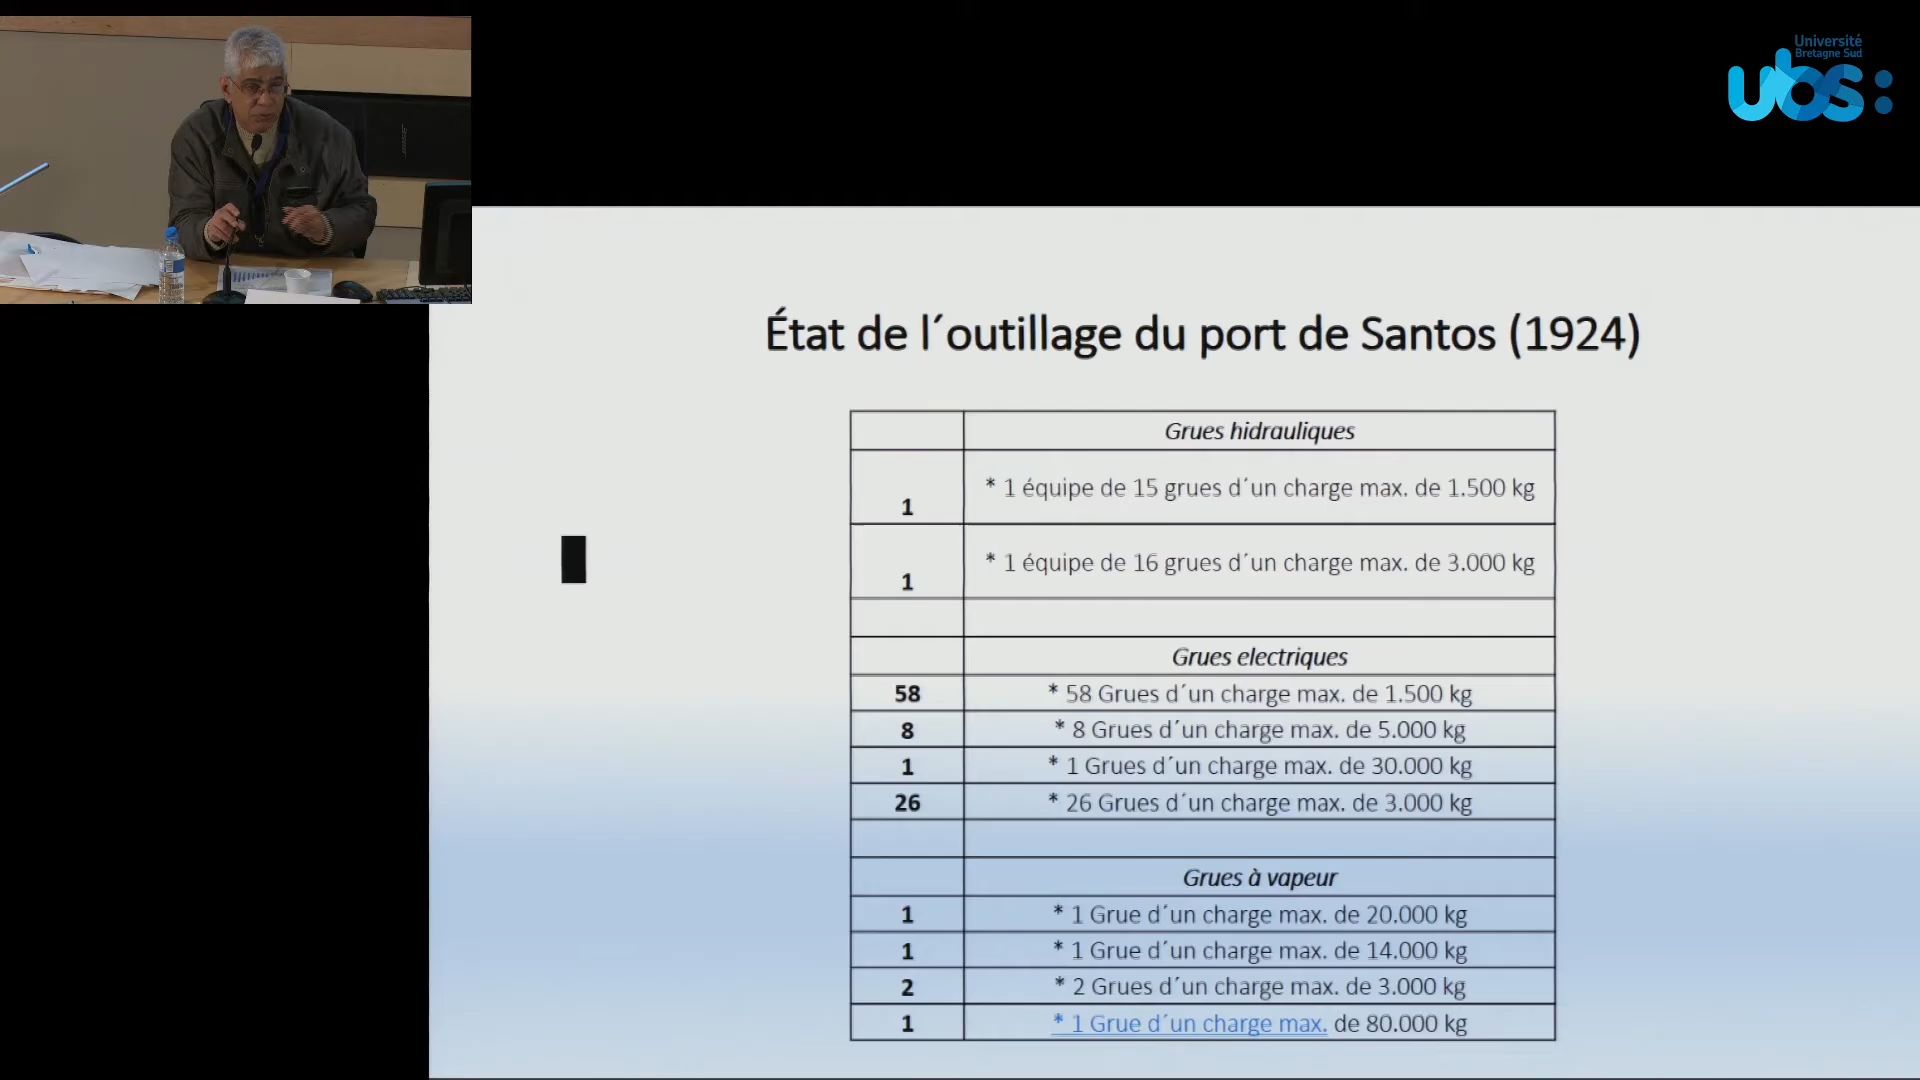 Université
Bretagne Sud
ubs:
État de l´outillage du port de Santos (1924)
Grues hidrauliques
1 * 1 équipe de 15 grues d´un charge max. de 1.500 kg
1 * 1 équipe de 16 grues d´un charge max. de 3.000 kg
Grues electriques
58 * 58 Grues d´un charge max. de 1.500 kg
8 * 8 Grues d´un charge max. de 5.000 kg
1 * 1 Grues d´un charge max. de 30.000 kg
26 * 26 Grues d´un charge max. de 3.000 kg
Grues à vapeur
1 * 1 Grue d´un charge max. de 20.000 kg
1 * 1 Grue d´un charge max. de 14.000 kg
2 * 2 Grues d´un charge max. de 3.000 kg
1 * 1 Grue d´un charge max. de 80.000 kg